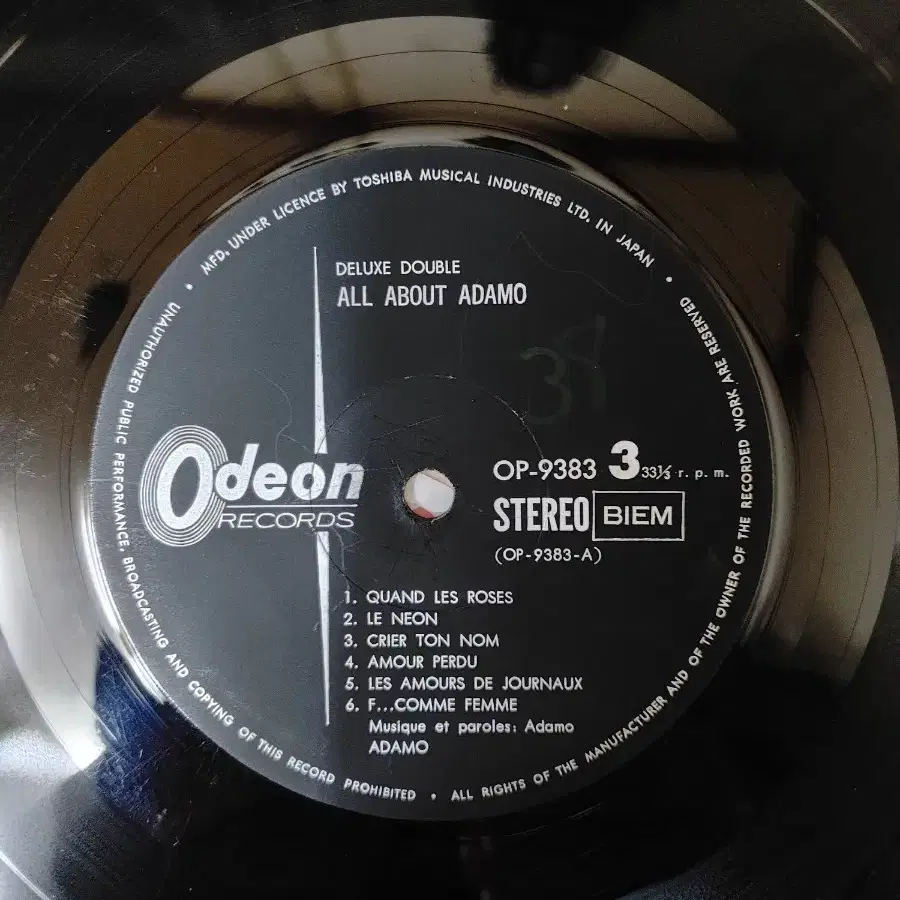 MFD. UNDER LICENCE BY TOSHIBA MUSICAL INDUSTRIES LTD. IN JAPAN •
DELUXE DOUBLE
ALL ABOUT ADAMO
39
Odeon
RECORDS
OP-9383 3 33⅓ r. p. m.
STEREO BIEM
(OP-9383-A)
1. QUAND LES ROSES
2. LE NEON
3. CRIER TON NOM
4. AMOUR PERDU
5. LES AMOURS DE JOURNAUX
6. F...COMME FEMME
Musique et paroles: Adamo
ADAMO
• UNAUTHORIZED PUBLIC PERFORMANCE, BROADCASTING AND COPYING OF THIS RECORD PROHIBITED • ALL RIGHTS OF THE MANUFACTURER AND OF THE OWNER OF THE RECORDED WORK ARE RESERVED